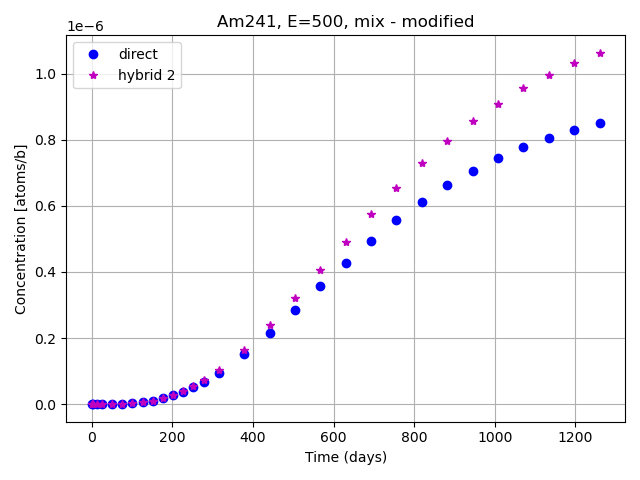 Am241, E=500, mix - modified
1e−6
direct
hybrid 2
1.0
0.8
0.6
0.4
0.2
0.0
Concentration [atoms/b]
0 200 400 600 800 1000 1200
Time (days)